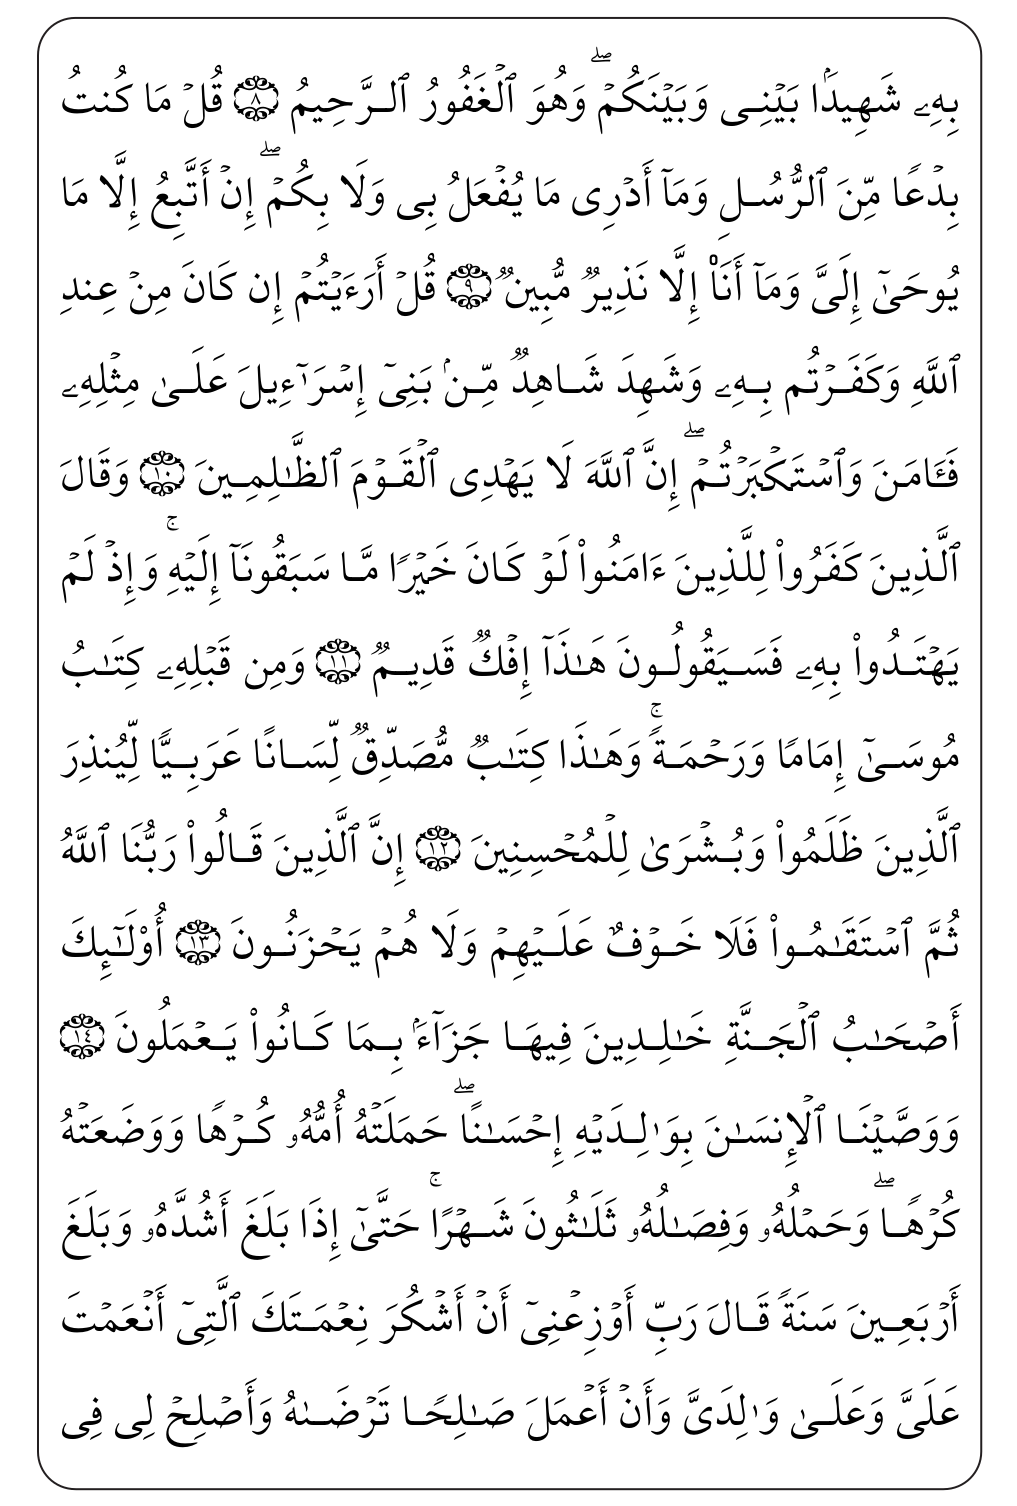 بِهِۦ شَهِيدًۢا بَيْنِى وَبَيْنَكُمْ ۖ وَهُوَ ٱلْغَفُورُ ٱلرَّحِيمُ ٨ قُلْ مَا كُنتُ
بِدْعًا مِّنَ ٱلرُّسُلِ وَمَآ أَدْرِى مَا يُفْعَلُ بِى وَلَا بِكُمْ ۖ إِنْ أَتَّبِعُ إِلَّا مَا
يُوحَىٰٓ إِلَىَّ وَمَآ أَنَا۠ إِلَّا نَذِيرٌ مُّبِينٌ ٩ قُلْ أَرَءَيْتُمْ إِن كَانَ مِنْ عِندِ
ٱللَّهِ وَكَفَرْتُم بِهِۦ وَشَهِدَ شَاهِدٌ مِّنۢ بَنِىٓ إِسْرَٰٓءِيلَ عَلَىٰ مِثْلِهِۦ
فَـَٔامَنَ وَٱسْتَكْبَرْتُمْ ۖ إِنَّ ٱللَّهَ لَا يَهْدِى ٱلْقَوْمَ ٱلظَّـٰلِمِينَ ١٠ وَقَالَ
ٱلَّذِينَ كَفَرُوا۟ لِلَّذِينَ ءَامَنُوا۟ لَوْ كَانَ خَيْرًا مَّا سَبَقُونَآ إِلَيْهِ ۚ وَإِذْ لَمْ
يَهْتَدُوا۟ بِهِۦ فَسَيَقُولُونَ هَـٰذَآ إِفْكٌ قَدِيمٌ ١١ وَمِن قَبْلِهِۦ كِتَـٰبُ
مُوسَىٰٓ إِمَامًا وَرَحْمَةً ۚ وَهَـٰذَا كِتَـٰبٌ مُّصَدِّقٌ لِّسَانًا عَرَبِيًّا لِّيُنذِرَ
ٱلَّذِينَ ظَلَمُوا۟ وَبُشْرَىٰ لِلْمُحْسِنِينَ ١٢ إِنَّ ٱلَّذِينَ قَالُوا۟ رَبُّنَا ٱللَّهُ
ثُمَّ ٱسْتَقَـٰمُوا۟ فَلَا خَوْفٌ عَلَيْهِمْ وَلَا هُمْ يَحْزَنُونَ ١٣ أُو۟لَـٰٓئِكَ
أَصْحَـٰبُ ٱلْجَنَّةِ خَـٰلِدِينَ فِيهَا جَزَآءًۢ بِمَا كَانُوا۟ يَعْمَلُونَ ١٤
وَوَصَّيْنَا ٱلْإِنسَـٰنَ بِوَٰلِدَيْهِ إِحْسَـٰنًا ۖ حَمَلَتْهُ أُمُّهُۥ كُرْهًا وَوَضَعَتْهُ
كُرْهًا ۖ وَحَمْلُهُۥ وَفِصَـٰلُهُۥ ثَلَـٰثُونَ شَهْرًا ۚ حَتَّىٰٓ إِذَا بَلَغَ أَشُدَّهُۥ وَبَلَغَ
أَرْبَعِينَ سَنَةً قَالَ رَبِّ أَوْزِعْنِىٓ أَنْ أَشْكُرَ نِعْمَتَكَ ٱلَّتِىٓ أَنْعَمْتَ
عَلَىَّ وَعَلَىٰ وَٰلِدَىَّ وَأَنْ أَعْمَلَ صَـٰلِحًا تَرْضَىٰهُ وَأَصْلِحْ لِى فِى